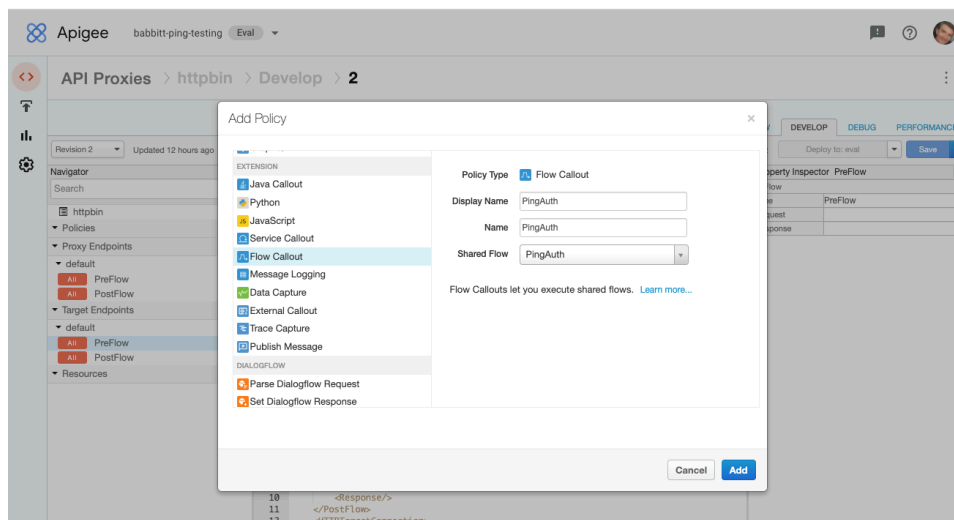 Apigee babbitt-ping-testing Eval
API Proxies > httpbin > Develop > 2
Add Policy
DEVELOP DEBUG PERFORMANC
Revision 2 Updated 12 hours ago
Deploy to: eval Save
Navigator
Search
httpbin
Policies
Proxy Endpoints
default
All PreFlow
All PostFlow
Target Endpoints
default
All PreFlow
All PostFlow
Resources
EXTENSION
Java Callout
Python
JavaScript
Service Callout
Flow Callout
Message Logging
Data Capture
External Callout
Trace Capture
Publish Message
DIALOGFLOW
Parse Dialogflow Request
Set Dialogflow Response
Policy Type Flow Callout
Display Name PingAuth
Name PingAuth
Shared Flow PingAuth
Flow Callouts let you execute shared flows. Learn more...
operty Inspector PreFlow
low
e PreFlow
quest
sponse
Cancel Add
10 <Response/>
11 </PostFlow>